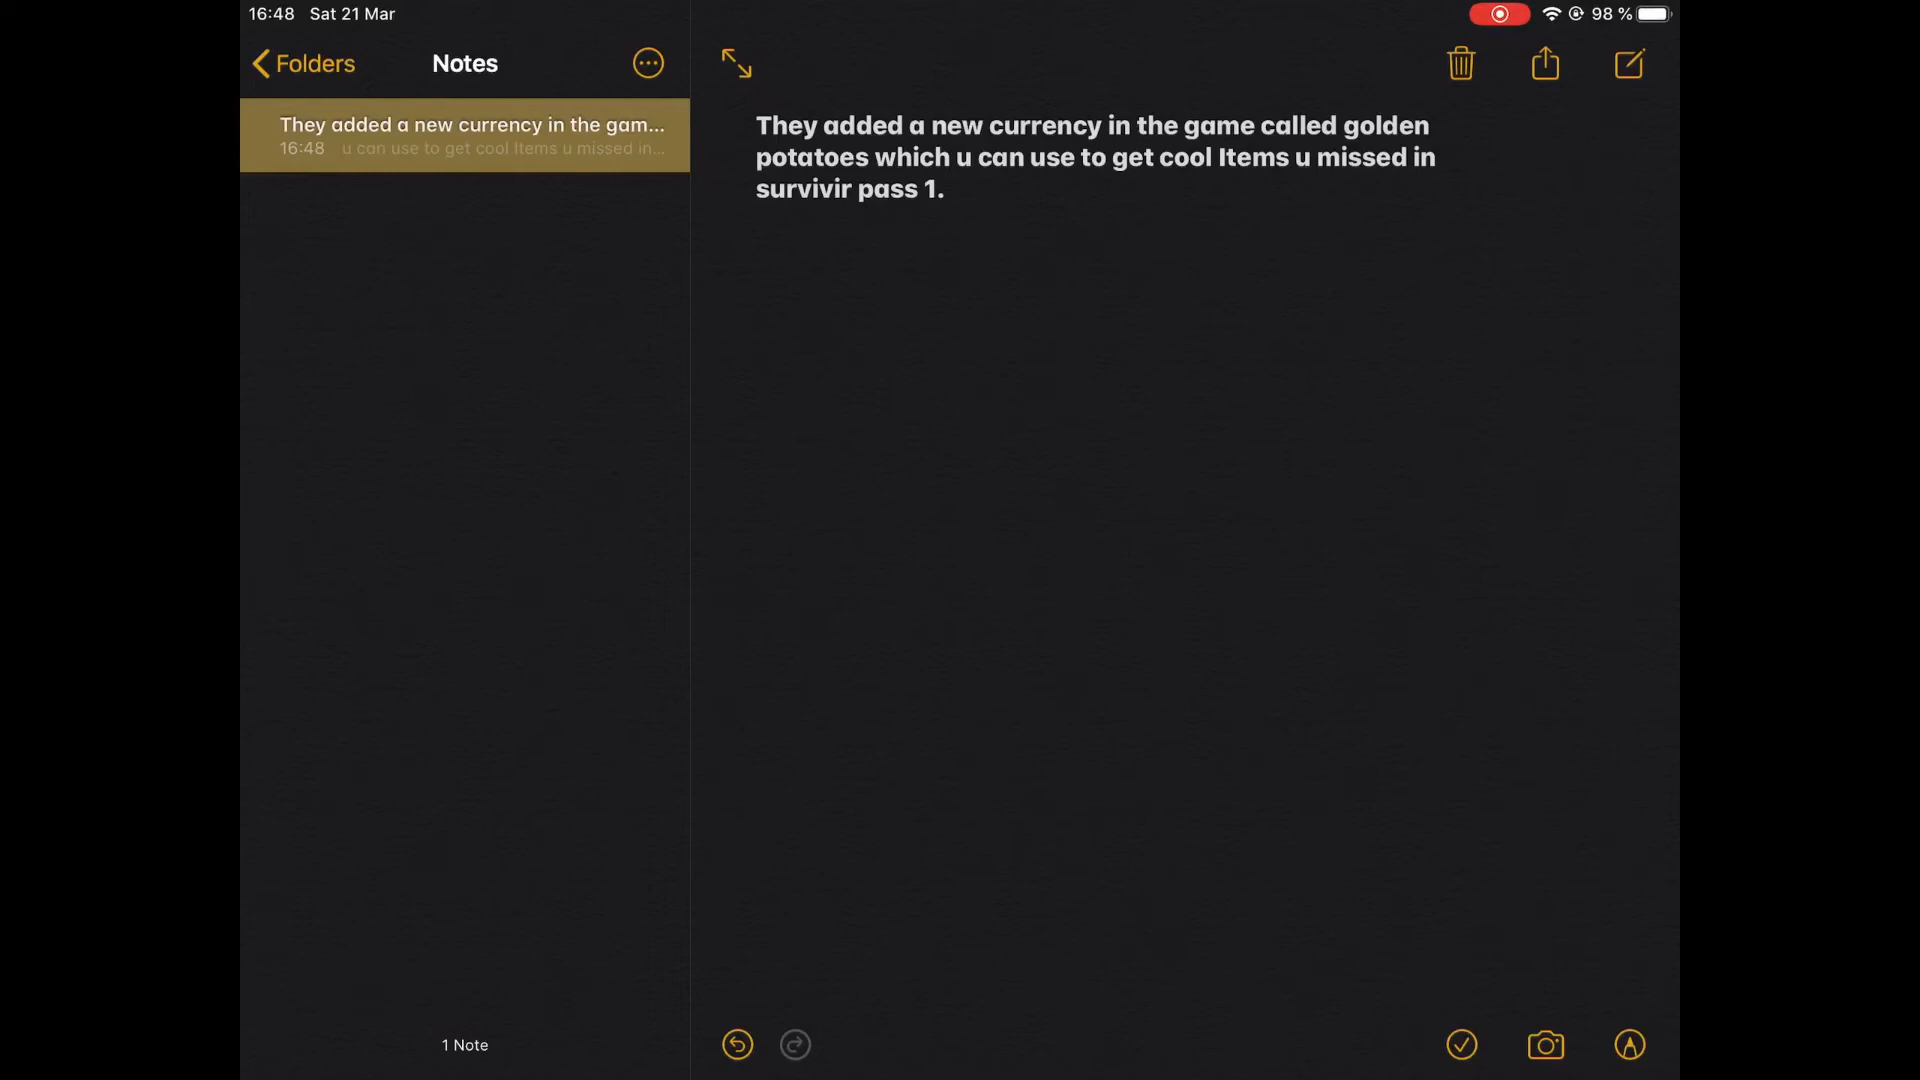 16:48 Sat 21 Mar
98 %
Folders
Notes
They added a new currency in the gam...
16:48 u can use to get cool Items u missed in...
They added a new currency in the game called golden
potatoes which u can use to get cool Items u missed in
survivir pass 1.
1 Note